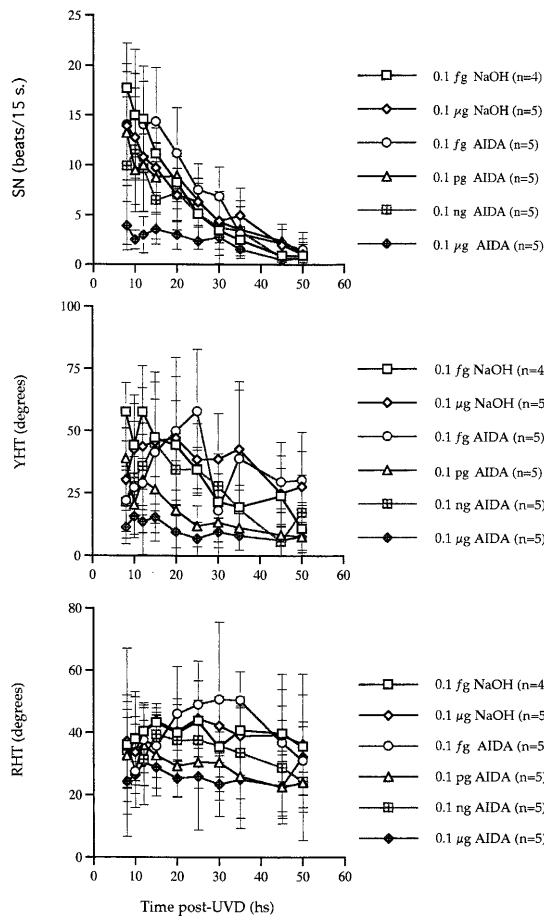 25
20
15
10
5
0
SN (beats/15 s.)
0 10 20 30 40 50 60
0.1 fg NaOH (n=4)
0.1 µg NaOH (n=5)
0.1 fg AIDA (n=5)
0.1 pg AIDA (n=5)
0.1 ng AIDA (n=5)
0.1 µg AIDA (n=5)
100
75
50
25
0
YHT (degrees)
0 10 20 30 40 50 60
0.1 fg NaOH (n=4
0.1 µg NaOH (n=5
0.1 fg AIDA (n=5)
0.1 pg AIDA (n=5)
0.1 ng AIDA (n=5)
0.1 µg AIDA (n=5)
80
60
40
20
0
RHT (degrees)
0 10 20 30 40 50 60
0.1 fg NaOH (n=4
0.1 µg NaOH (n=5
0.1 fg AIDA (n=5
0.1 pg AIDA (n=5)
0.1 ng AIDA (n=5)
0.1 µg AIDA (n=5)
Time post-UVD (hs)